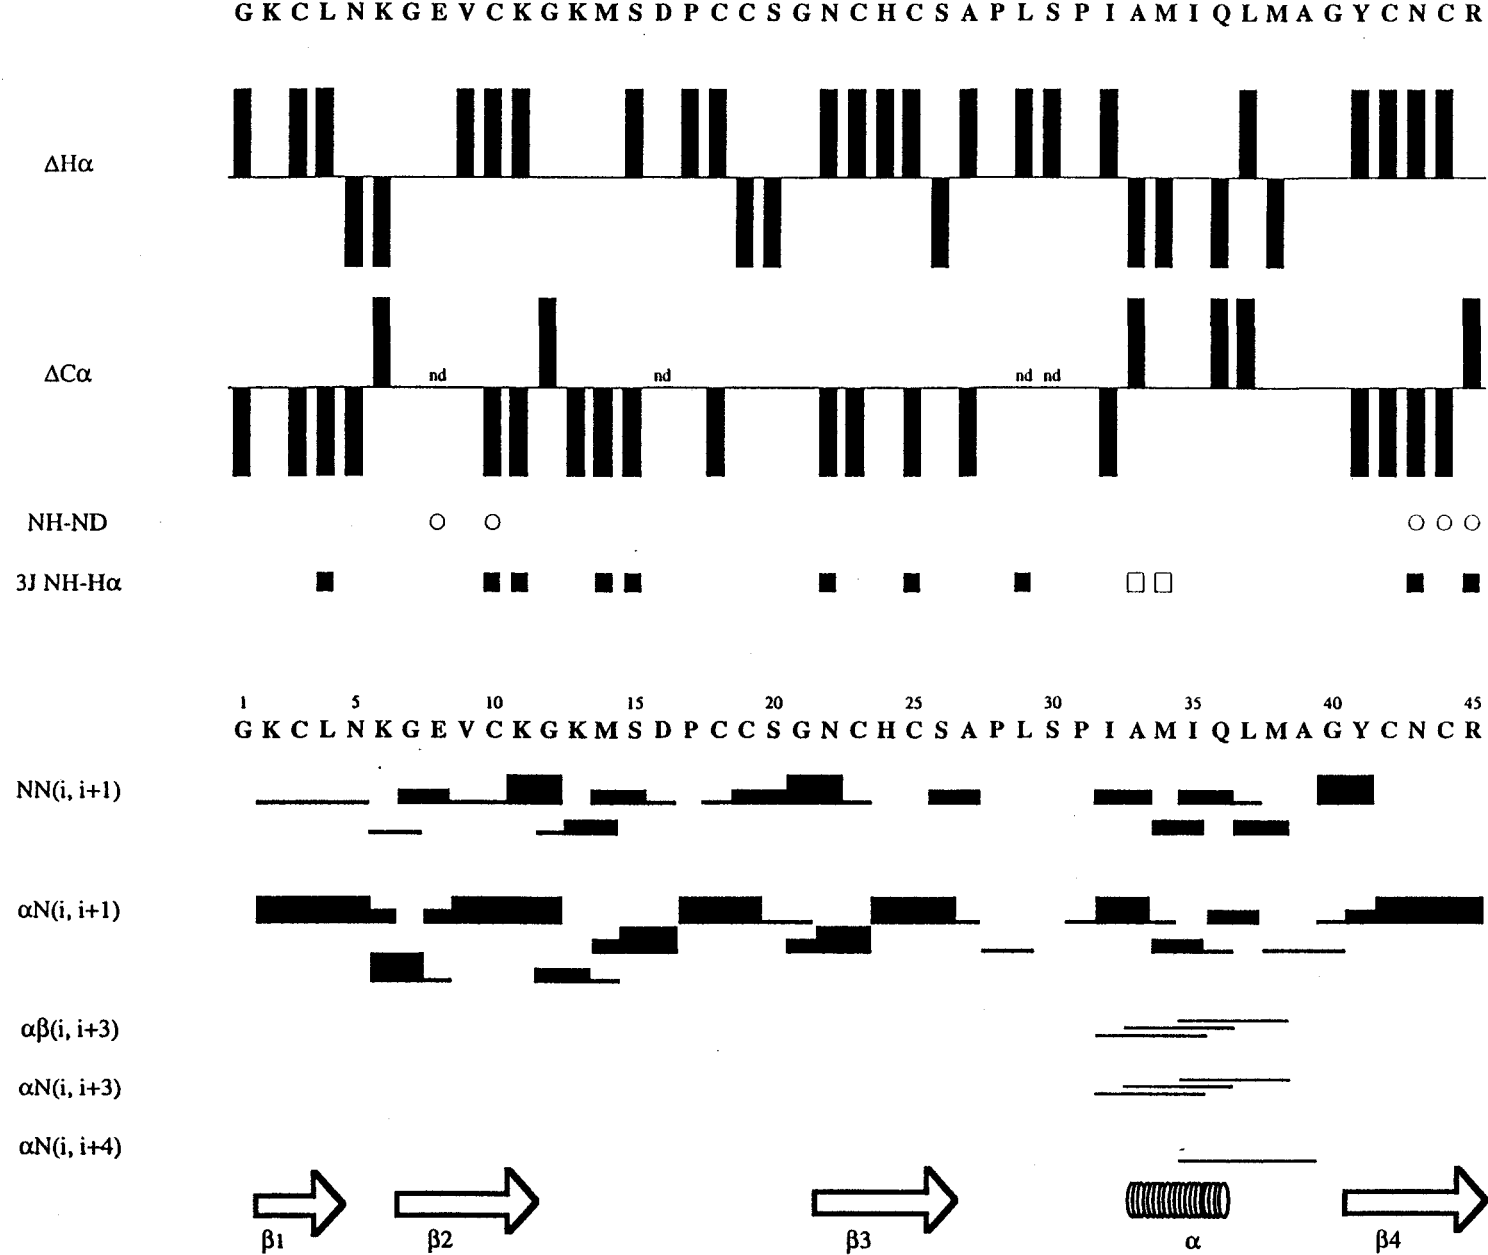 G K C L N K G E V C K G K M S D P C C S G N C H C S A P L S P I A M I Q L M A G Y C N C R
ΔHα
ΔCα nd nd nd nd
NH-ND
3J NH-Hα
1 5 10 15 20 25 30 35 40 45
G K C L N K G E V C K G K M S D P C C S G N C H C S A P L S P I A M I Q L M A G Y C N C R
NN(i, i+1)
αN(i, i+1)
αβ(i, i+3)
αN(i, i+3)
αN(i, i+4)
β1 β2 β3 α β4